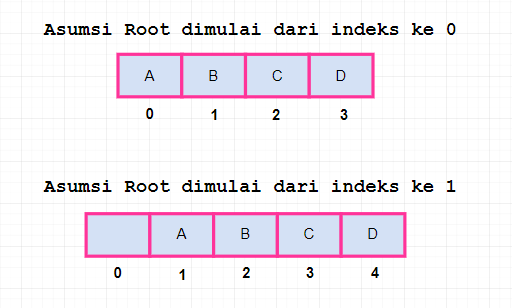 Asumsi Root dimulai dari indeks ke 0
A B C D
0 1 2 3
Asumsi Root dimulai dari indeks ke 1
A B C D
0 1 2 3 4